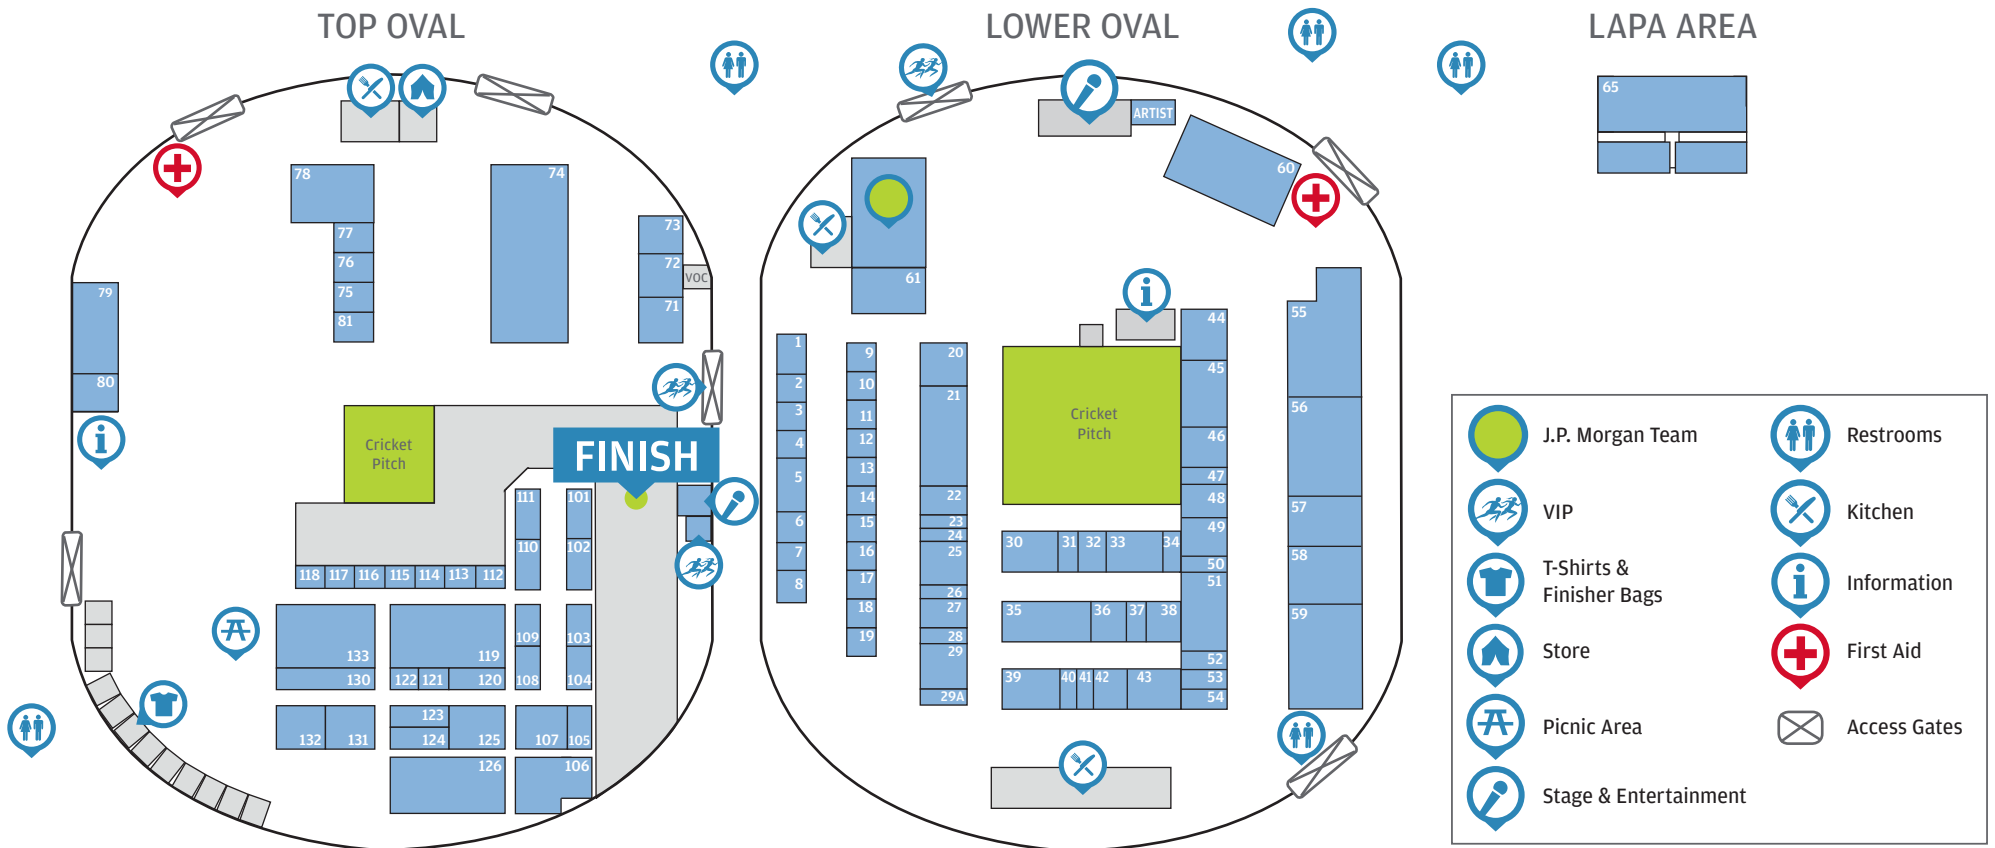 TOP OVAL
LOWER OVAL
LAPA AREA
65
ARTIST
78
74
60
77
73
76
72
VOC
75
71
81
79
80
61
55
44
45
1
9
20
2
10
21
3
11
4
12
5
13
14
22
6
15
23
24
7
16
25
8
17
26
18
27
19
28
29
29A
Cricket
Pitch
46
47
48
49
50
51
52
53
54
56
57
58
59
30 31 32 33 34
35 36 37 38
39 40 41 42 43
Cricket
Pitch
FINISH
111 101
110 102
118 117 116 115 114 113 112
109 103
133 119
130 122 121 120 108 104
123
132 131 124 125 107 105
126 106
J.P. Morgan Team
Restrooms
VIP
Kitchen
T-Shirts &
Finisher Bags
Information
Store
First Aid
Picnic Area
Access Gates
Stage & Entertainment